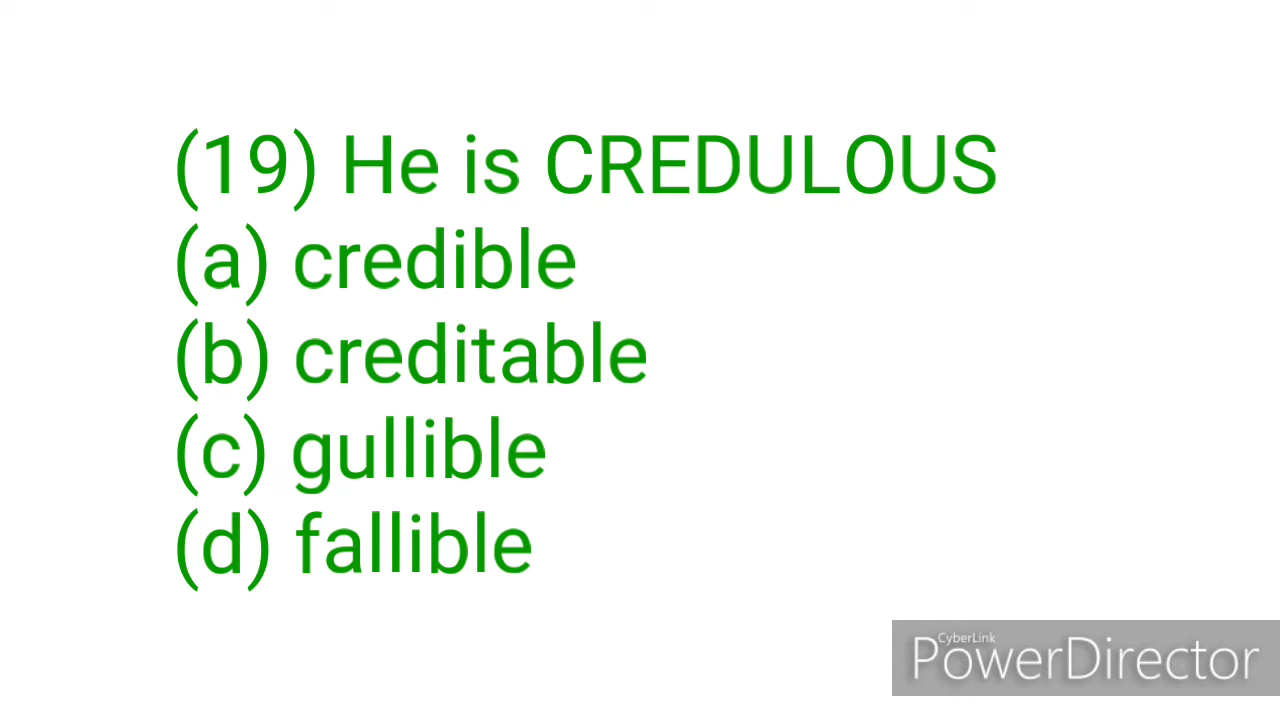 (19) He is CREDULOUS
(a) credible
(b) creditable
(c) gullible
(d) fallible
CyberLink
PowerDirector